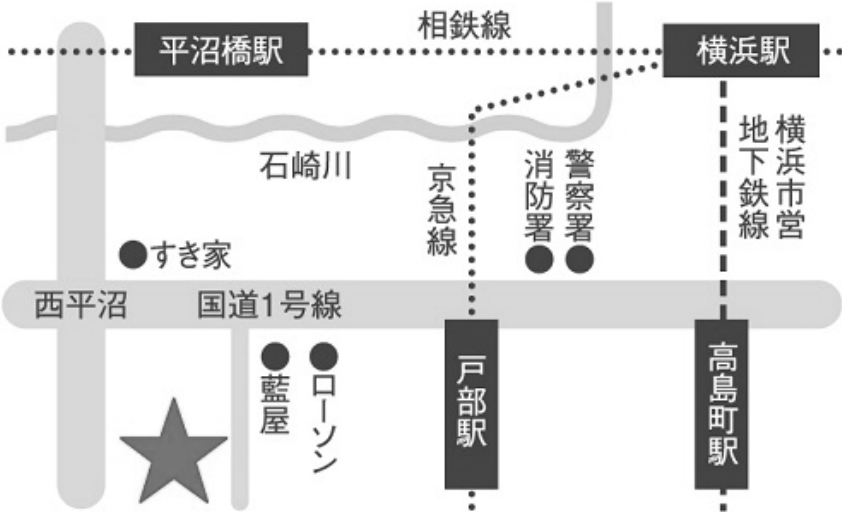 相鉄線
平沼橋駅
横浜駅
石崎川
京急線
消防署
警察署
横浜市営
地下鉄線
すき家
西平沼
国道1号線
藍屋
ローソン
戸部駅
高島町駅